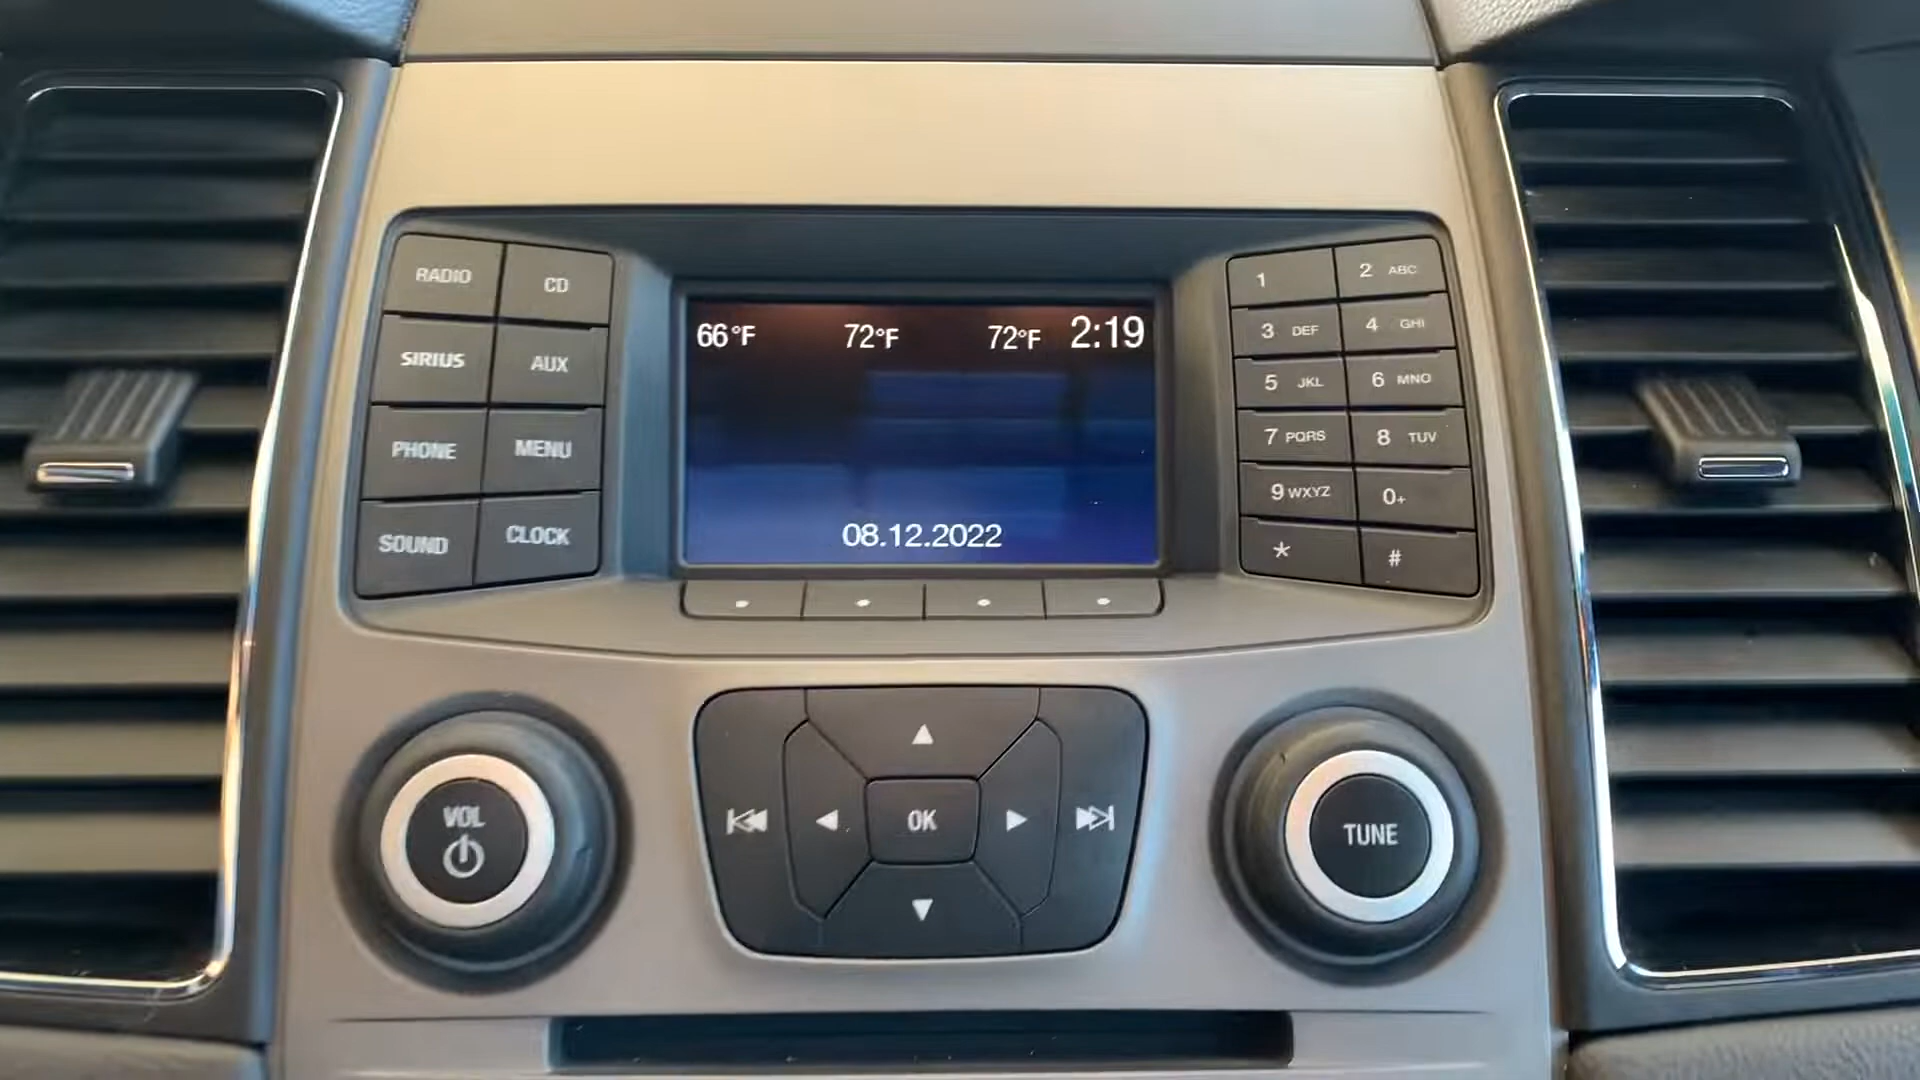 66°F 72°F 72°F 2:19
08.12.2022
RADIO CD
SIRIUS AUX
PHONE MENU
SOUND CLOCK
1 2 ABC
3 DEF 4 GHI
5 JKL 6 MNO
7 PQRS 8 TUV
9 WXYZ 0+
* #
VOL
OK
TUNE